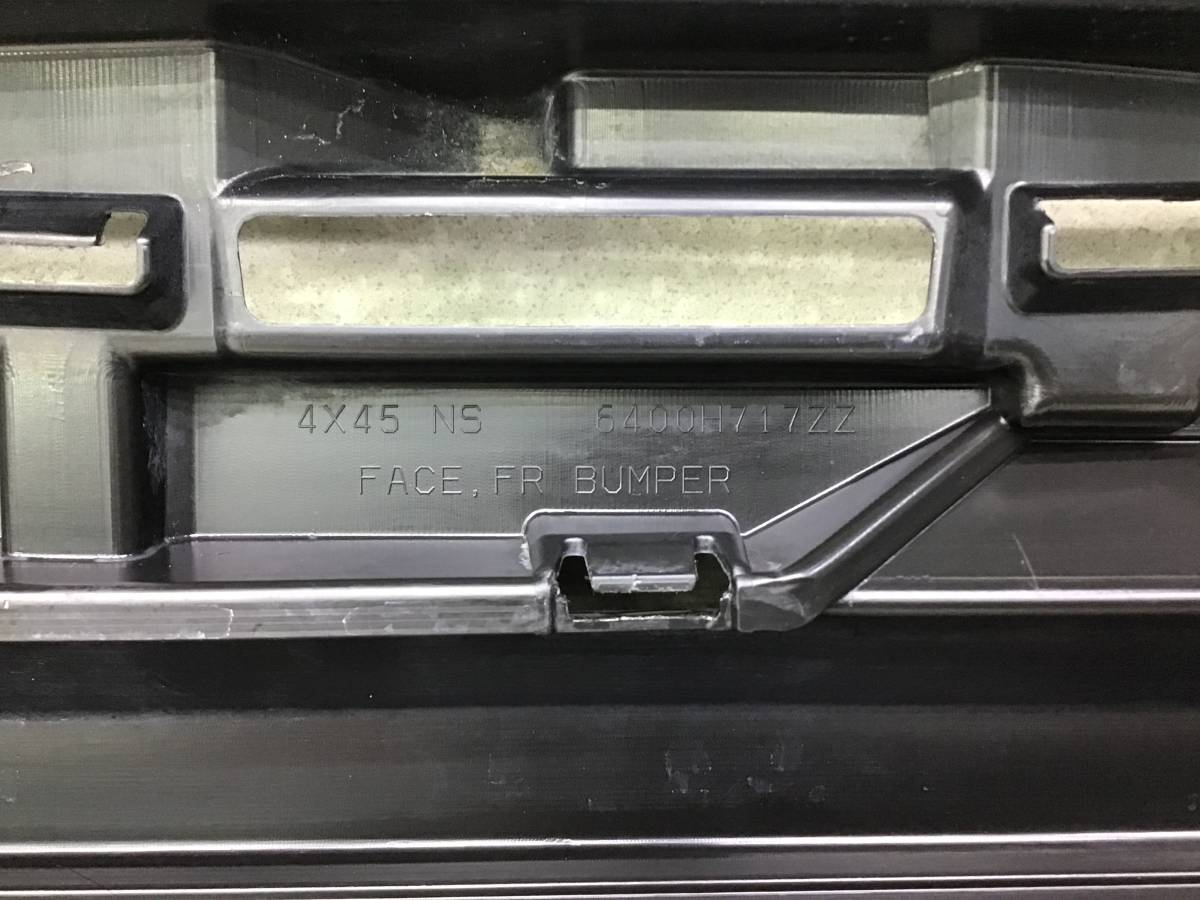 4X45 NS 6400H717ZZ
FACE, FR BUMPER